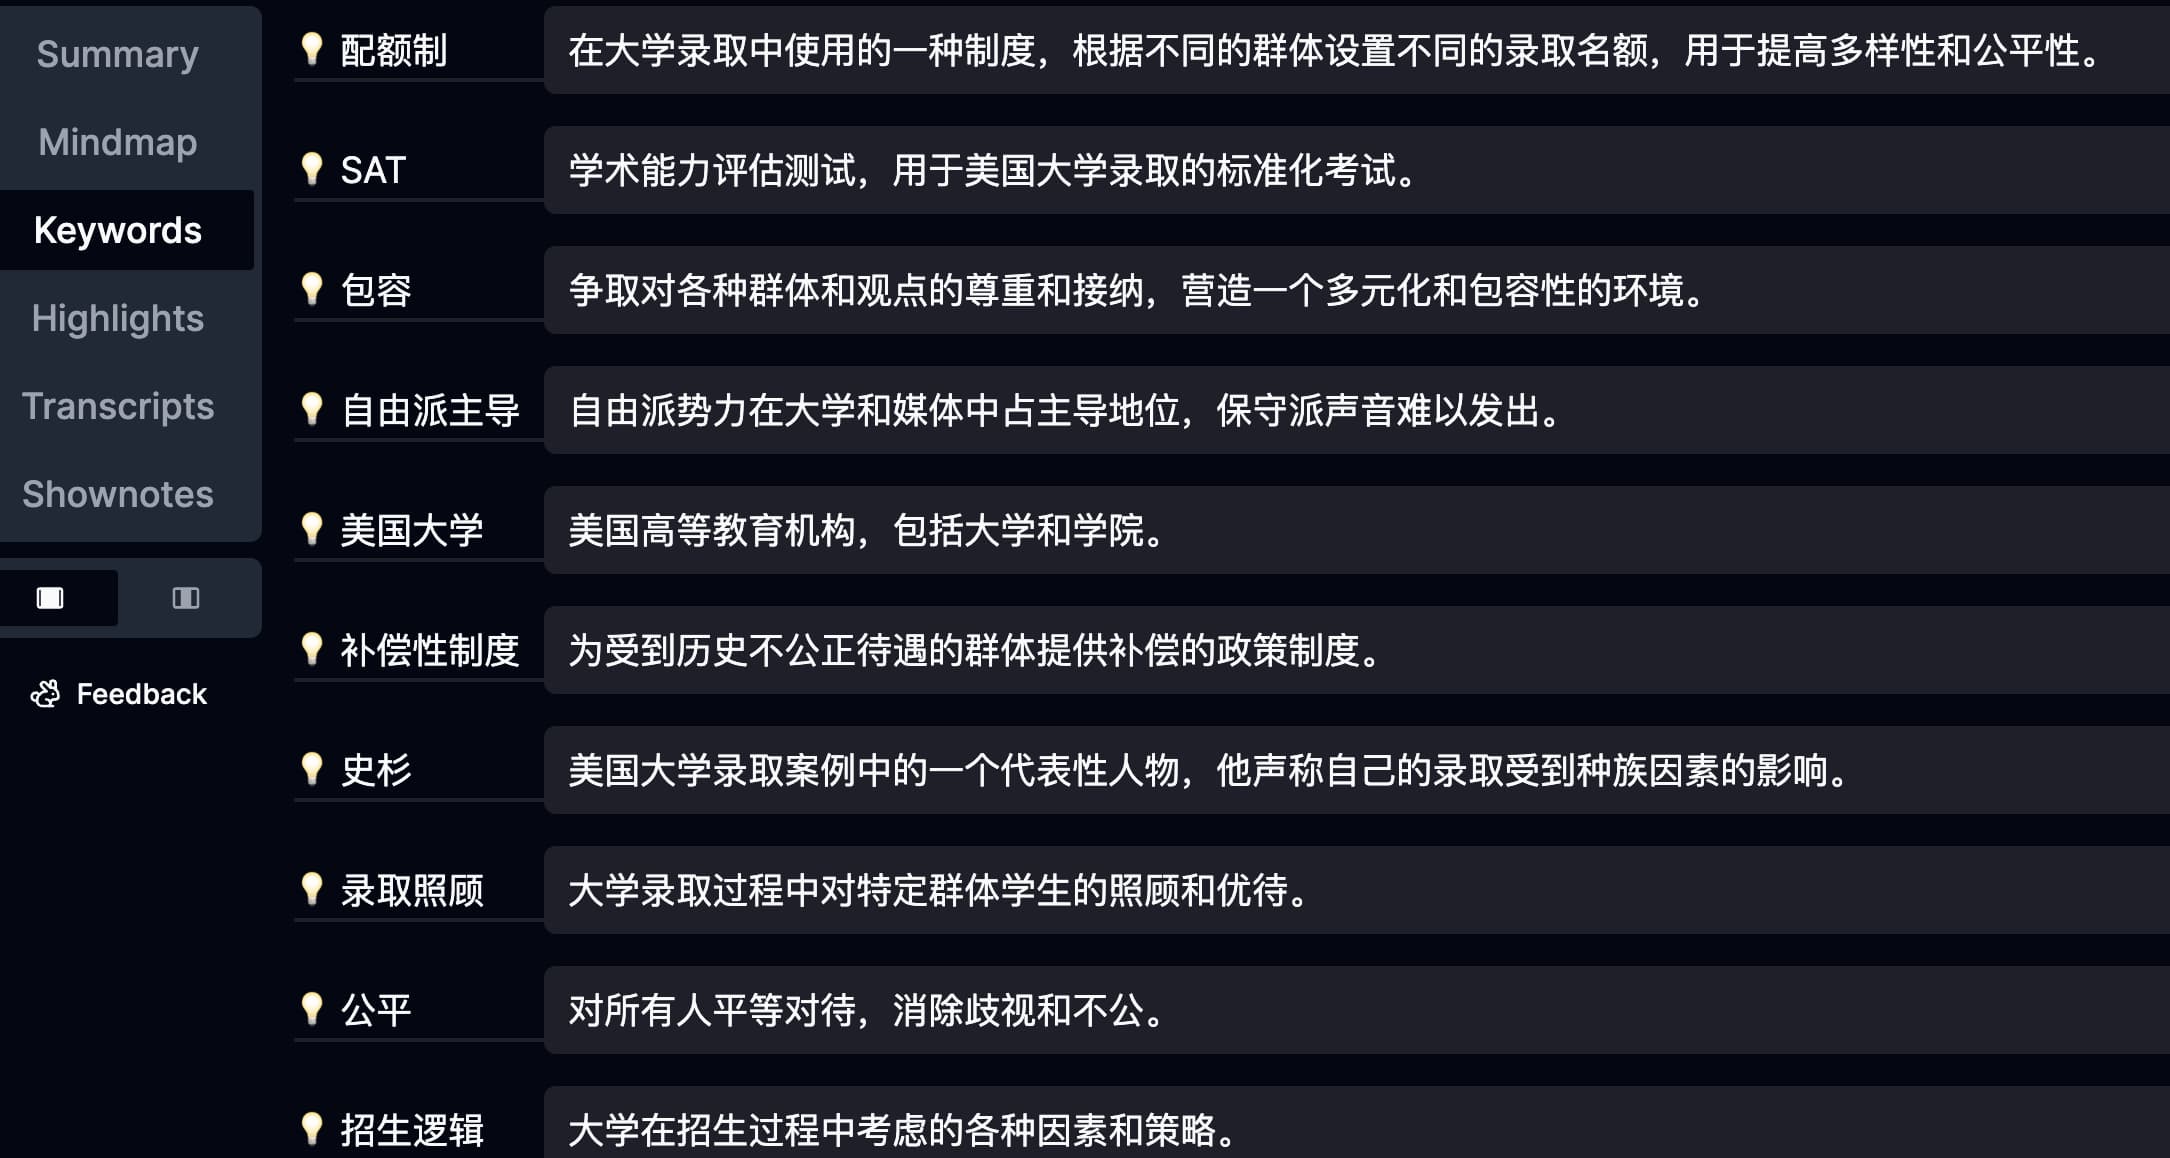 Summary
Mindmap
Keywords
Highlights
Transcripts
Shownotes
Feedback
配额制
在大学录取中使用的一种制度，根据不同的群体设置不同的录取名额，用于提高多样性和公平性。
SAT
学术能力评估测试，用于美国大学录取的标准化考试。
包容
争取对各种群体和观点的尊重和接纳，营造一个多元化和包容性的环境。
自由派主导
自由派势力在大学和媒体中占主导地位，保守派声音难以发出。
美国大学
美国高等教育机构，包括大学和学院。
补偿性制度
为受到历史不公正待遇的群体提供补偿的政策制度。
史杉
美国大学录取案例中的一个代表性人物，他声称自己的录取受到种族因素的影响。
录取照顾
大学录取过程中对特定群体学生的照顾和优待。
公平
对所有人平等对待，消除歧视和不公。
招生逻辑
大学在招生过程中考虑的各种因素和策略。